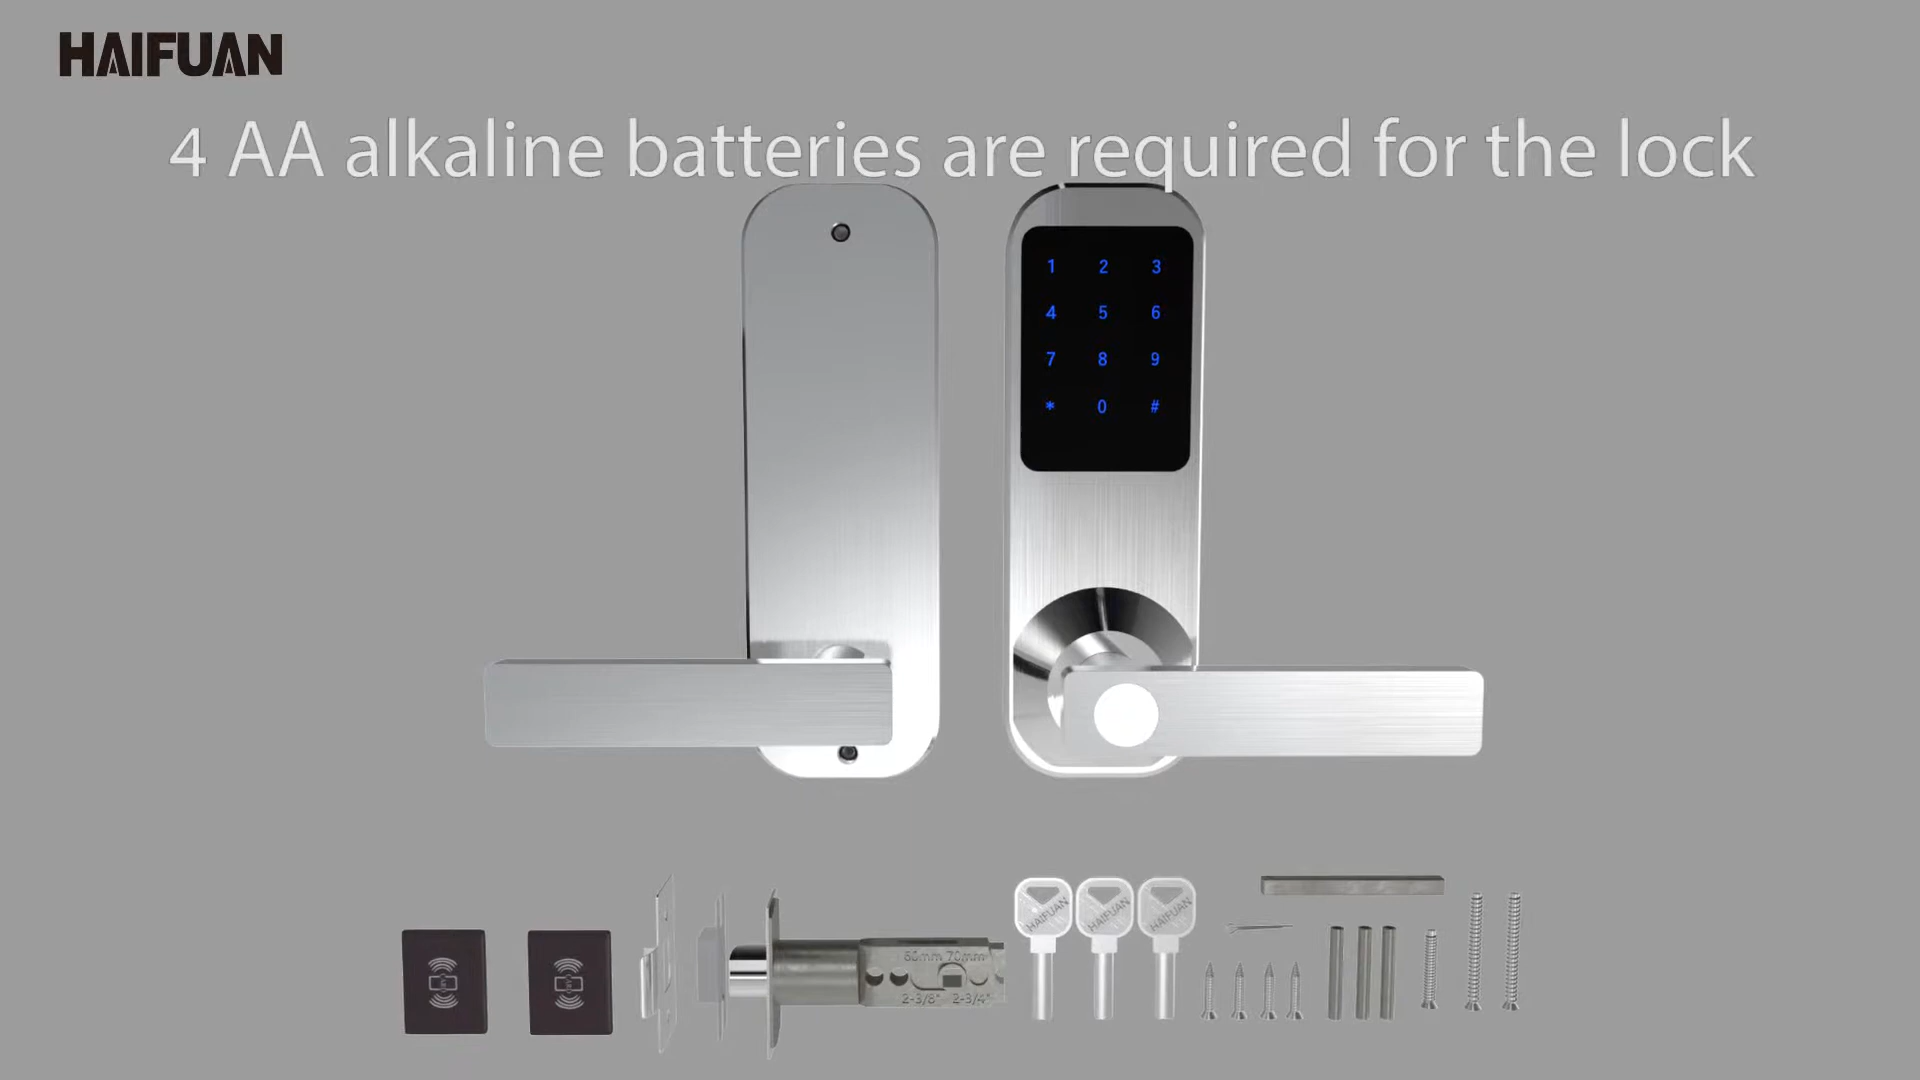 HAIFUAN
4 AA alkaline batteries are required for the lock
1 2 3
4 5 6
7 8 9
* 0 #
HAIFUAN HAIFUAN HAIFUAN
60mm 70mm
2-3/8" 2-3/4"